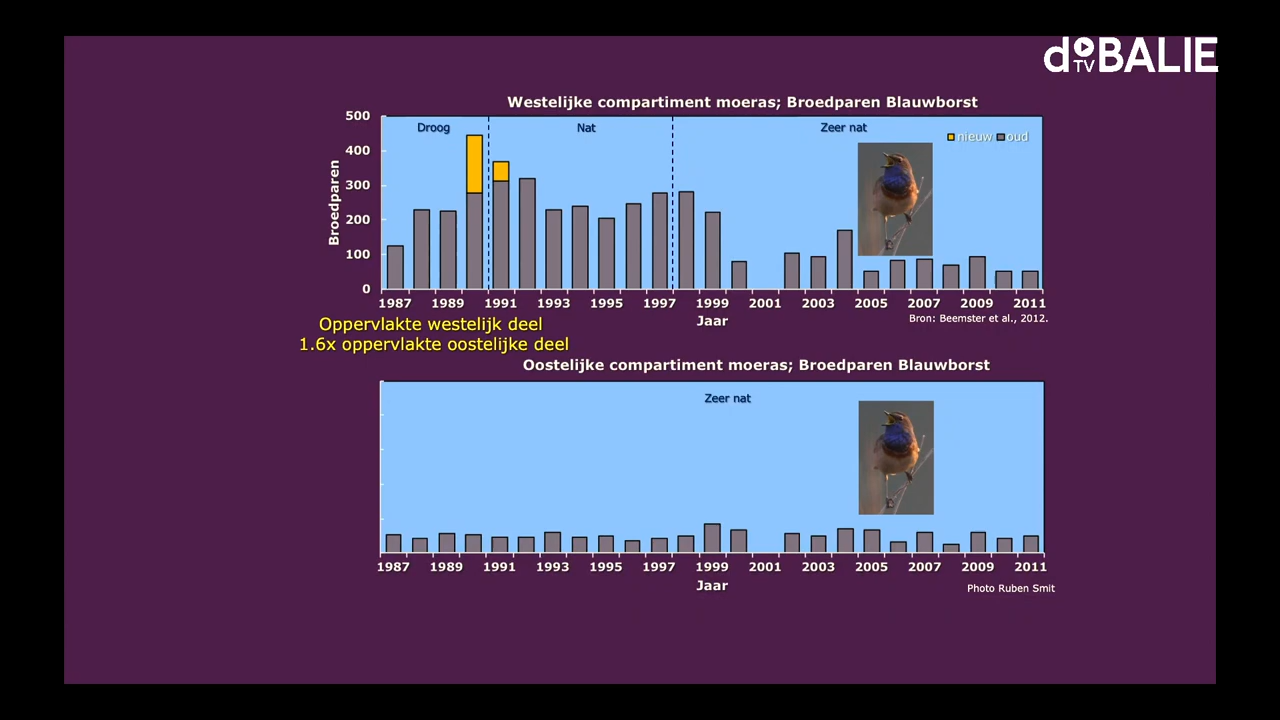 de BALIE
TV
Westelijke compartiment moeras; Broedparen Blauwborst
500
400
300
200
100
0
Broedparen
Droog
Nat
Zeer nat
nieuw oud
1987 1989 1991 1993 1995 1997 1999 2001 2003 2005 2007 2009 2011
Jaar
Bron: Beemster et al., 2012.
Oppervlakte westelijk deel
1.6x oppervlakte oostelijke deel
Oostelijke compartiment moeras; Broedparen Blauwborst
Zeer nat
1987 1989 1991 1993 1995 1997 1999 2001 2003 2005 2007 2009 2011
Jaar
Photo Ruben Smit